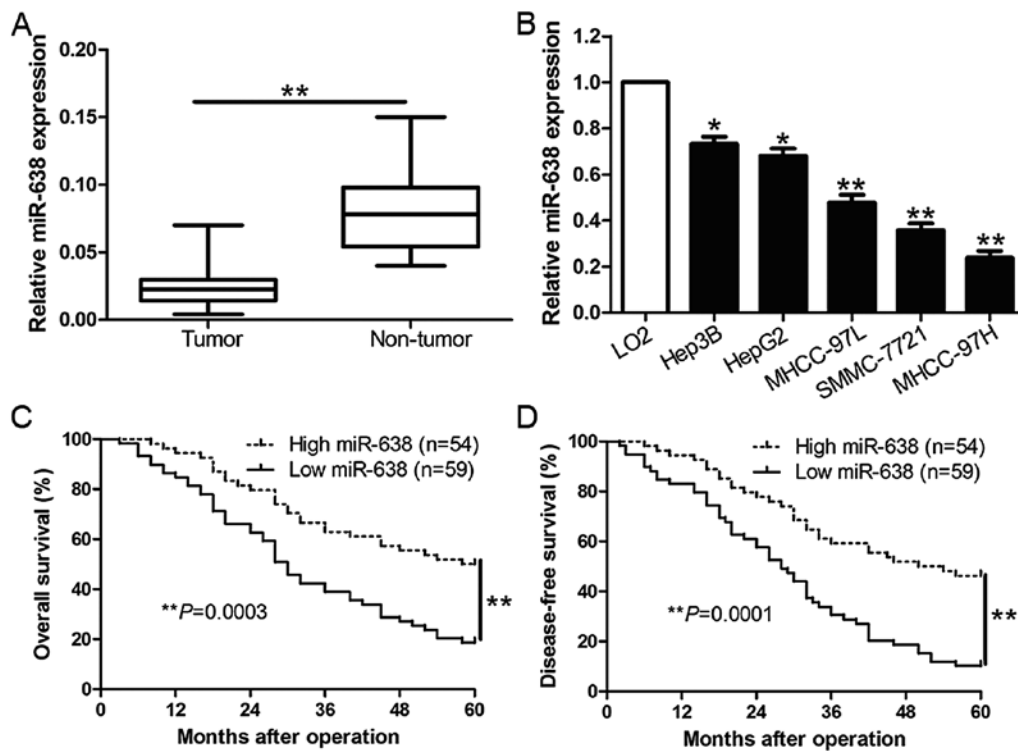 A
Relative miR-638 expression
0.20
0.15
0.10
0.05
0.00
**
Tumor
Non-tumor
B
Relative miR-638 expression
1.2
1.0
0.8
0.6
0.4
0.2
0.0
*
*
**
**
**
LO2
Hep3B
HepG2
MHCC-97L
SMMC-7721
MHCC-97H
C
Overall survival (%)
100
80
60
40
20
0
High miR-638 (n=54)
Low miR-638 (n=59)
**P=0.0003
**
0
12
24
36
48
60
Months after operation
D
Disease-free survival (%)
100
80
60
40
20
0
High miR-638 (n=54)
Low miR-638 (n=59)
**P=0.0001
**
0
12
24
36
48
60
Months after operation